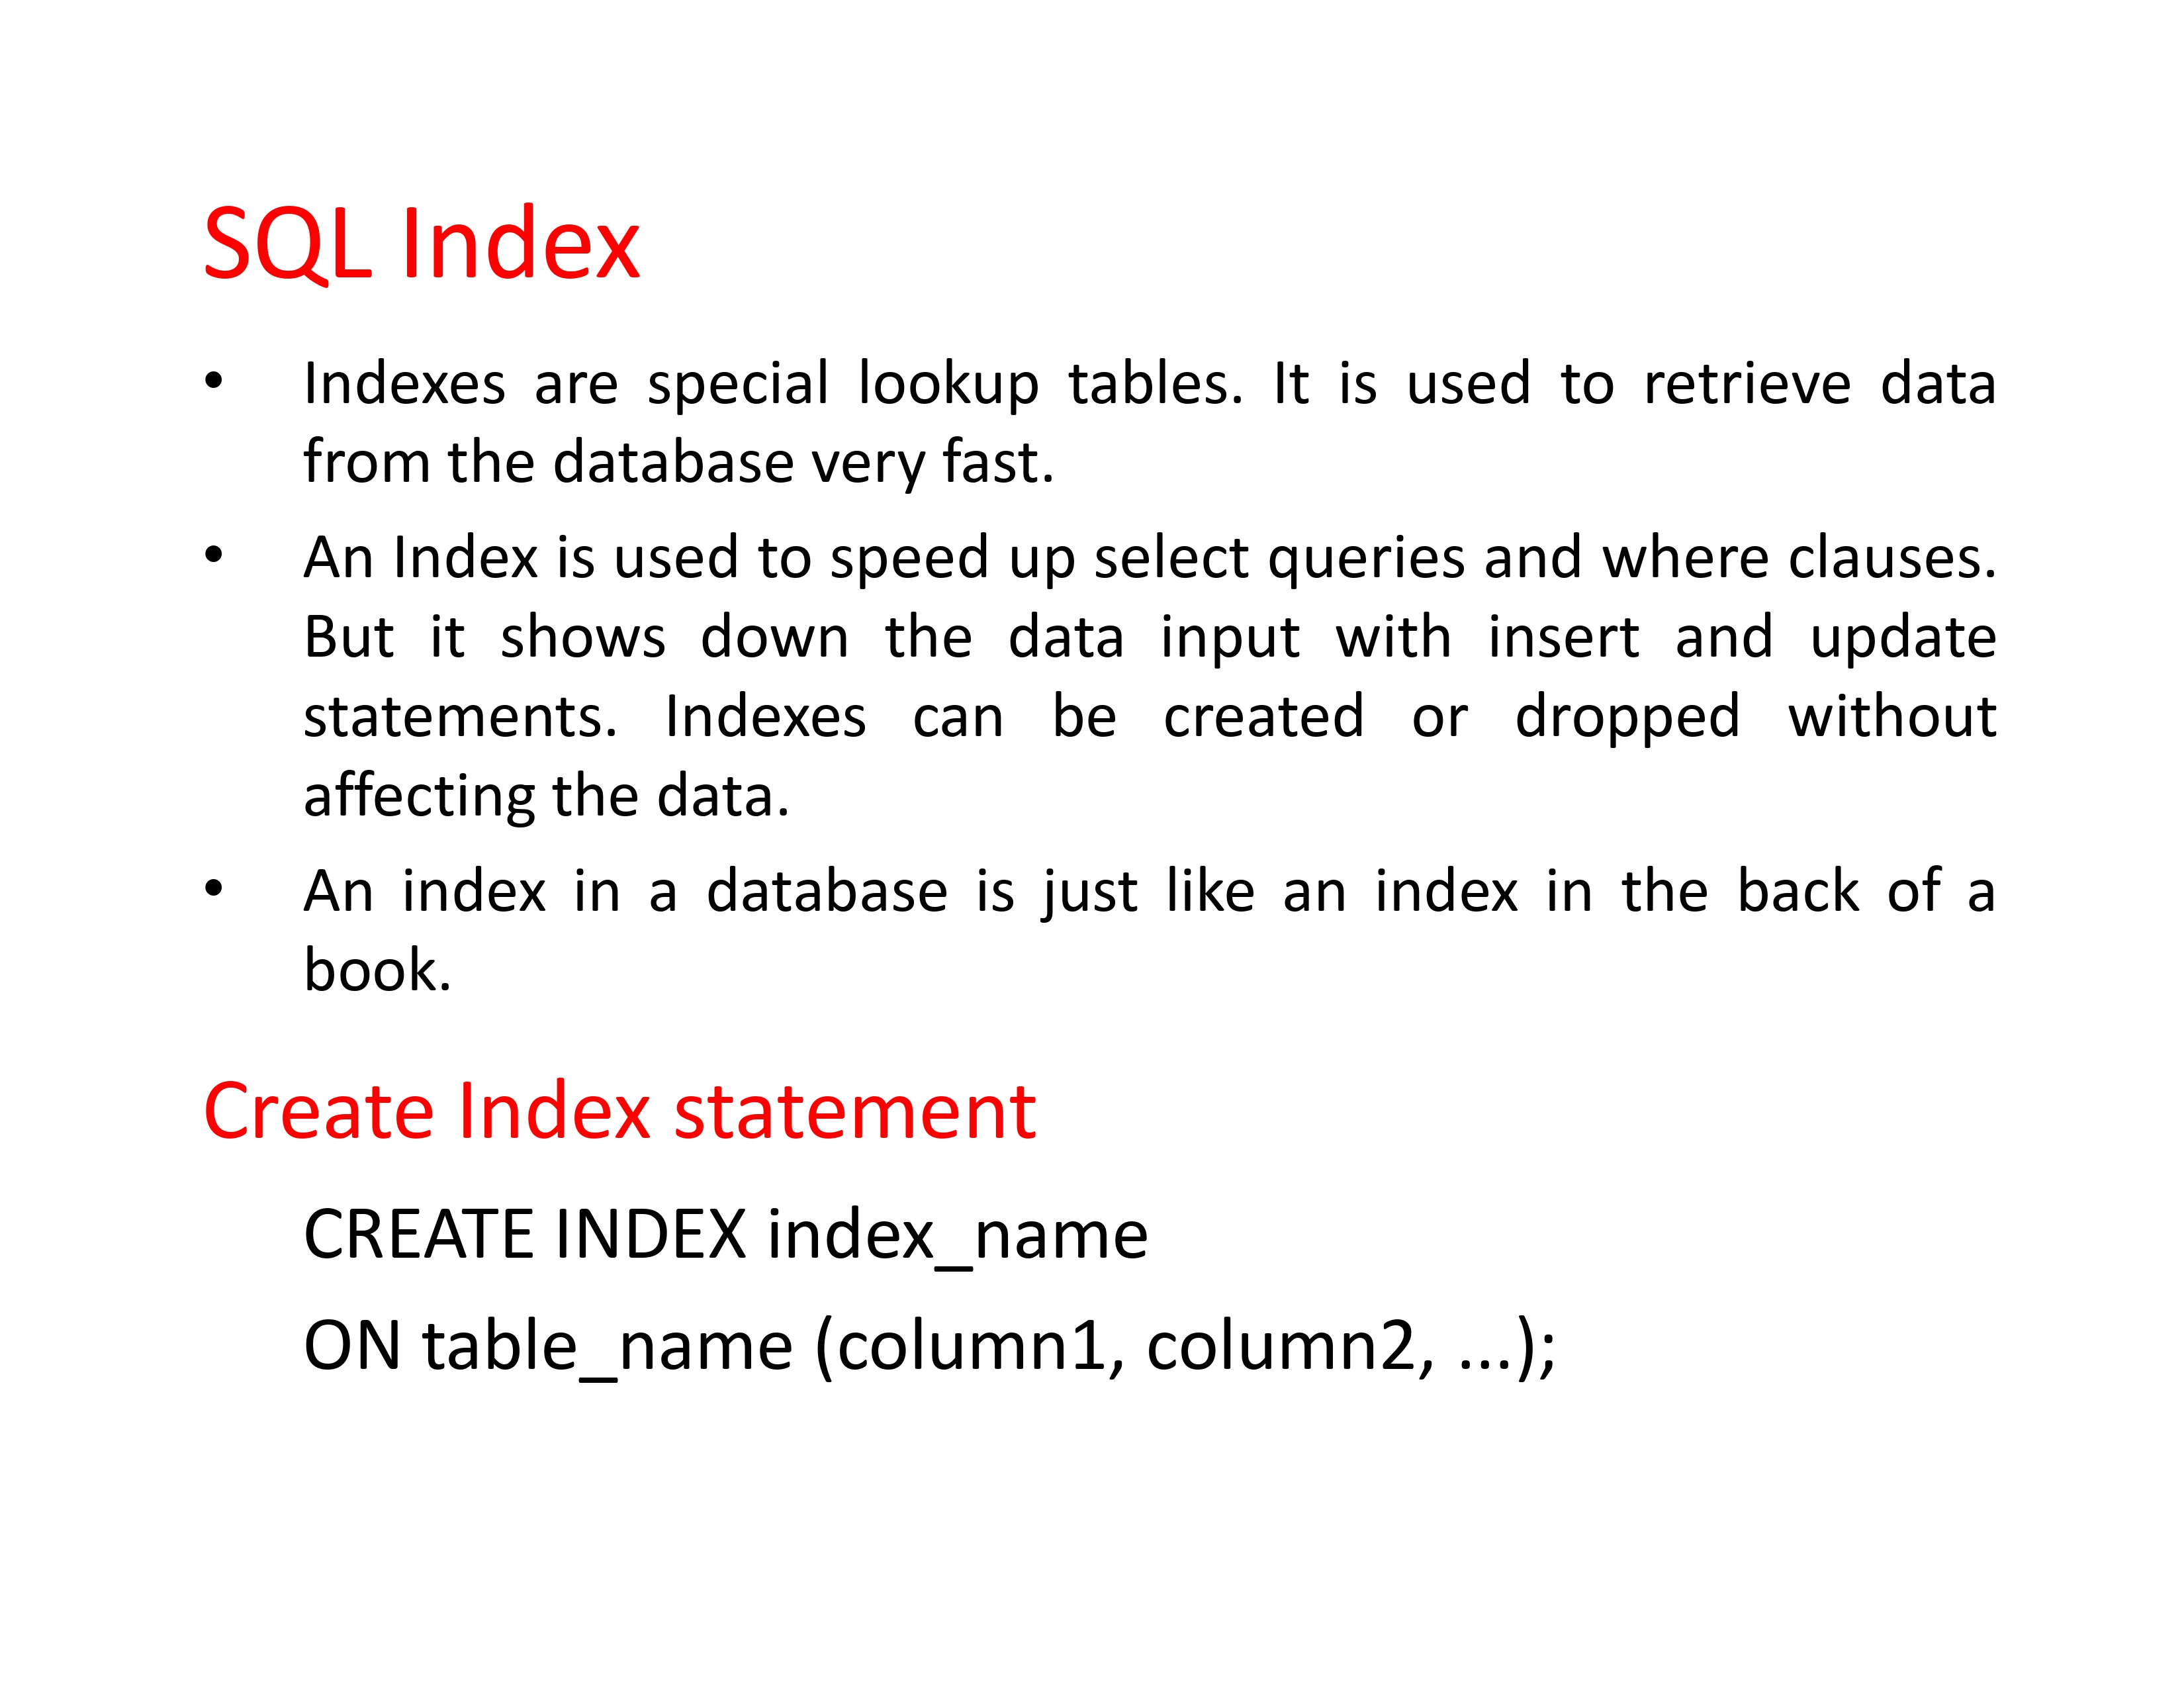 SQL Index
• Indexes are special lookup tables. It is used to retrieve data
from the database very fast.
• An Index is used to speed up select queries and where clauses.
But it shows down the data input with insert and update
statements. Indexes can be created or dropped without
affecting the data.
• An index in a database is just like an index in the back of a
book.
Create Index statement
CREATE INDEX index_name
ON table_name (column1, column2, ...);